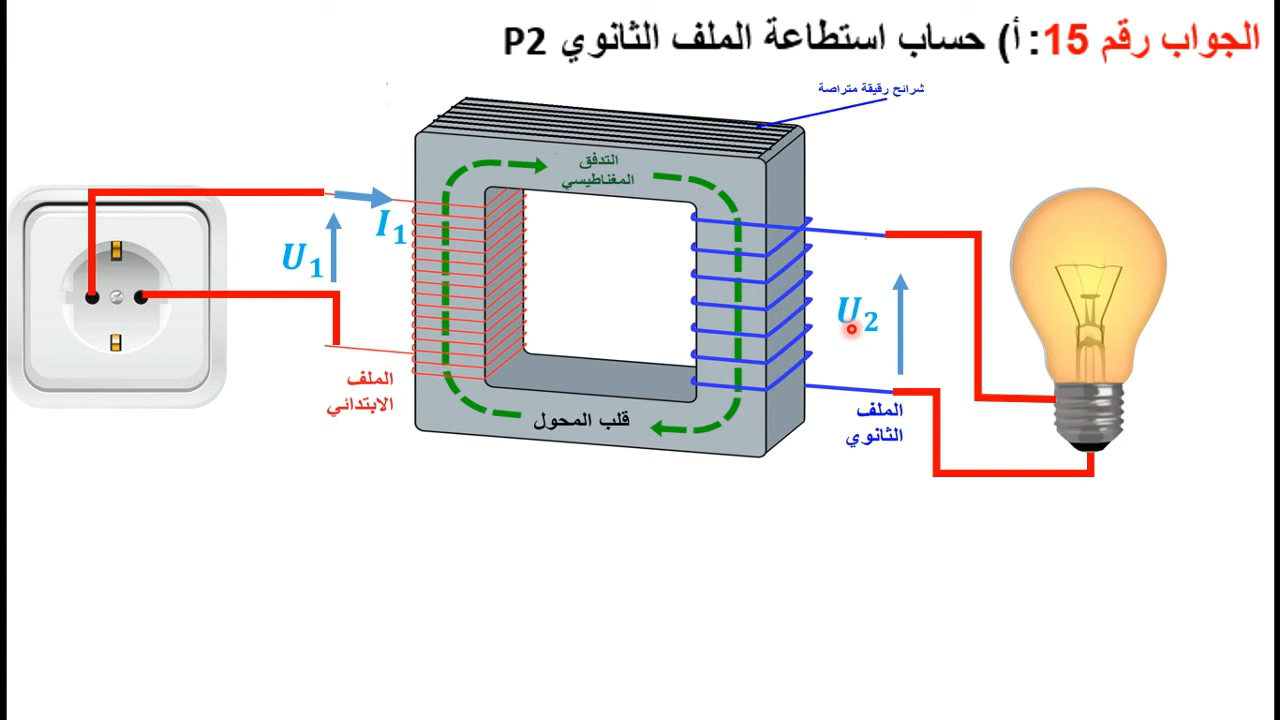 الجواب رقم 15: أ) حساب استطاعة الملف الثانوي P2
شرائح رقيقة متراصة
التدفق
المغناطيسي
I1
U1
U2
الملف
الابتدائي
قلب المحول
الملف
الثانوي